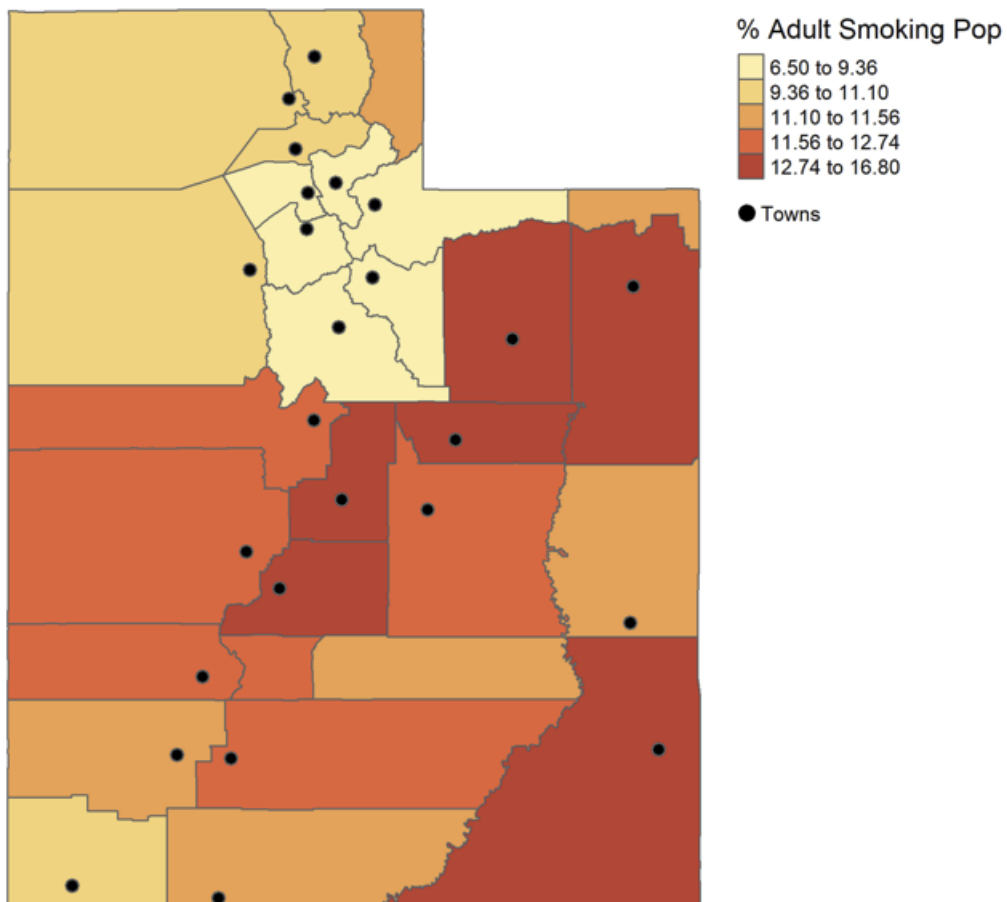 % Adult Smoking Pop
6.50 to 9.36
9.36 to 11.10
11.10 to 11.56
11.56 to 12.74
12.74 to 16.80
Towns